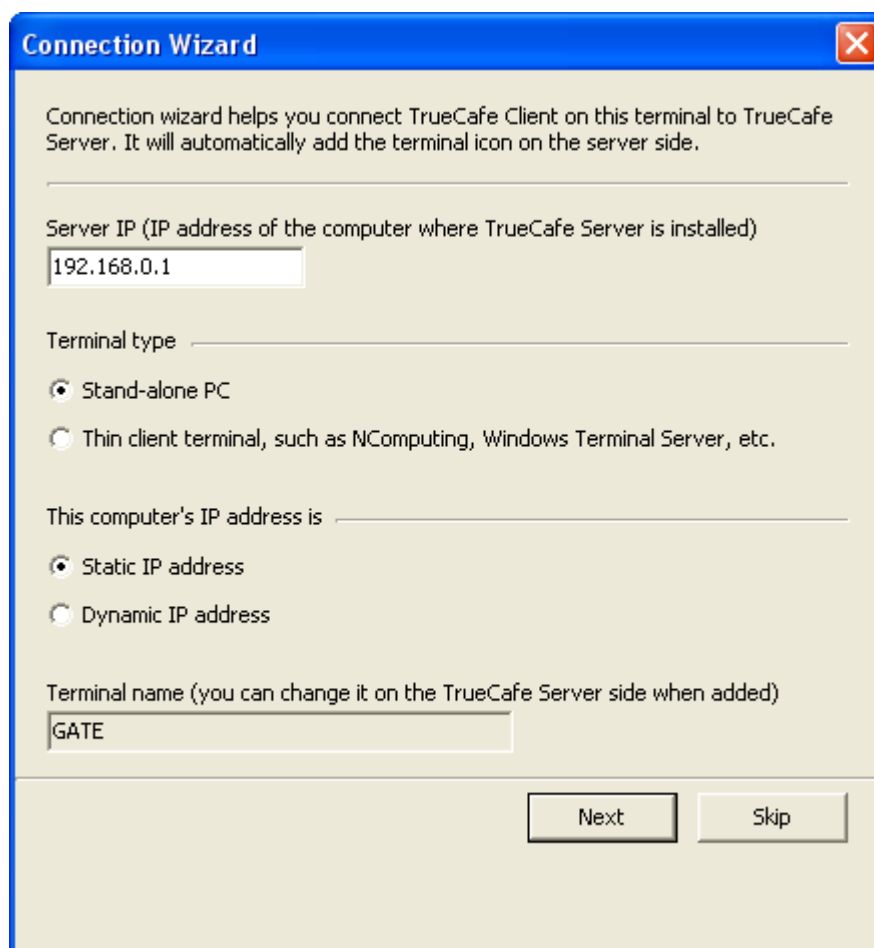 Connection Wizard
Connection wizard helps you connect TrueCafe Client on this terminal to TrueCafe
Server. It will automatically add the terminal icon on the server side.
Server IP (IP address of the computer where TrueCafe Server is installed)
192.168.0.1
Terminal type
Stand-alone PC
Thin client terminal, such as NComputing, Windows Terminal Server, etc.
This computer's IP address is
Static IP address
Dynamic IP address
Terminal name (you can change it on the TrueCafe Server side when added)
GATE
Next Skip